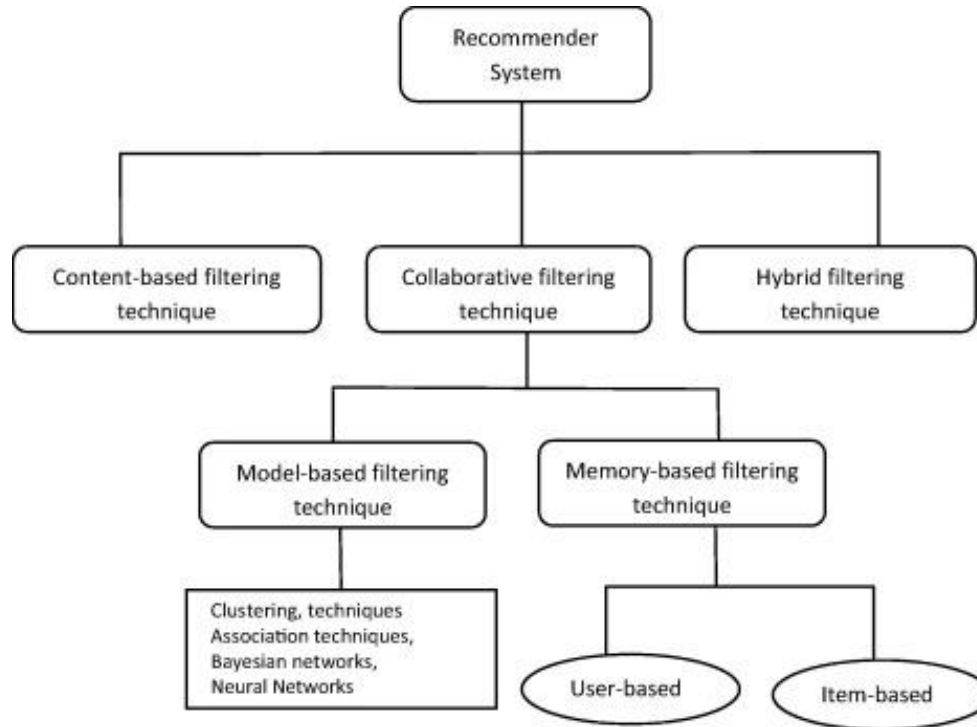 Recommender
System
Content-based filtering
technique
Collaborative filtering
technique
Hybrid filtering
technique
Model-based filtering
technique
Memory-based filtering
technique
Clustering, techniques
Association techniques,
Bayesian networks,
Neural Networks
User-based
Item-based